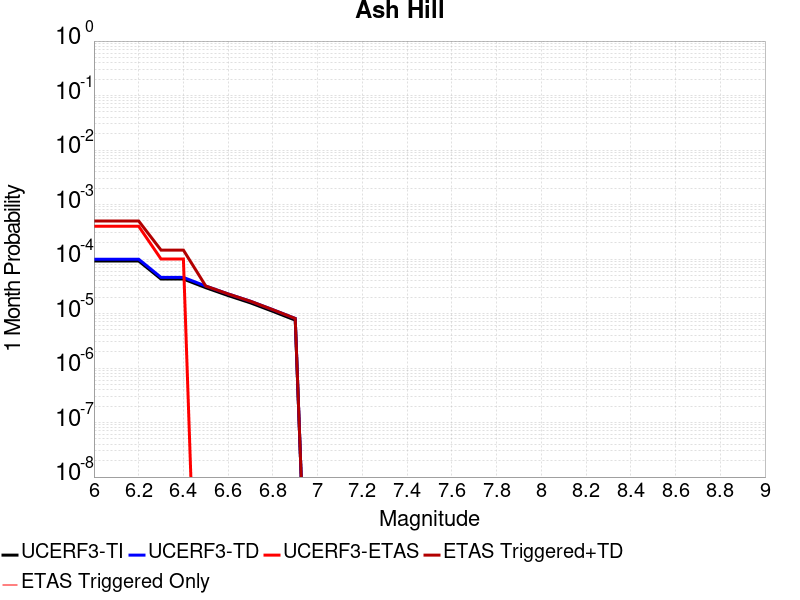 Ash Hill
10^0
10^-1
10^-2
10^-3
10^-4
10^-5
10^-6
10^-7
10^-8
1 Month Probability
6 6.2 6.4 6.6 6.8 7 7.2 7.4 7.6 7.8 8 8.2 8.4 8.6 8.8 9
Magnitude
UCERF3-TI UCERF3-TD UCERF3-ETAS ETAS Triggered+TD
ETAS Triggered Only